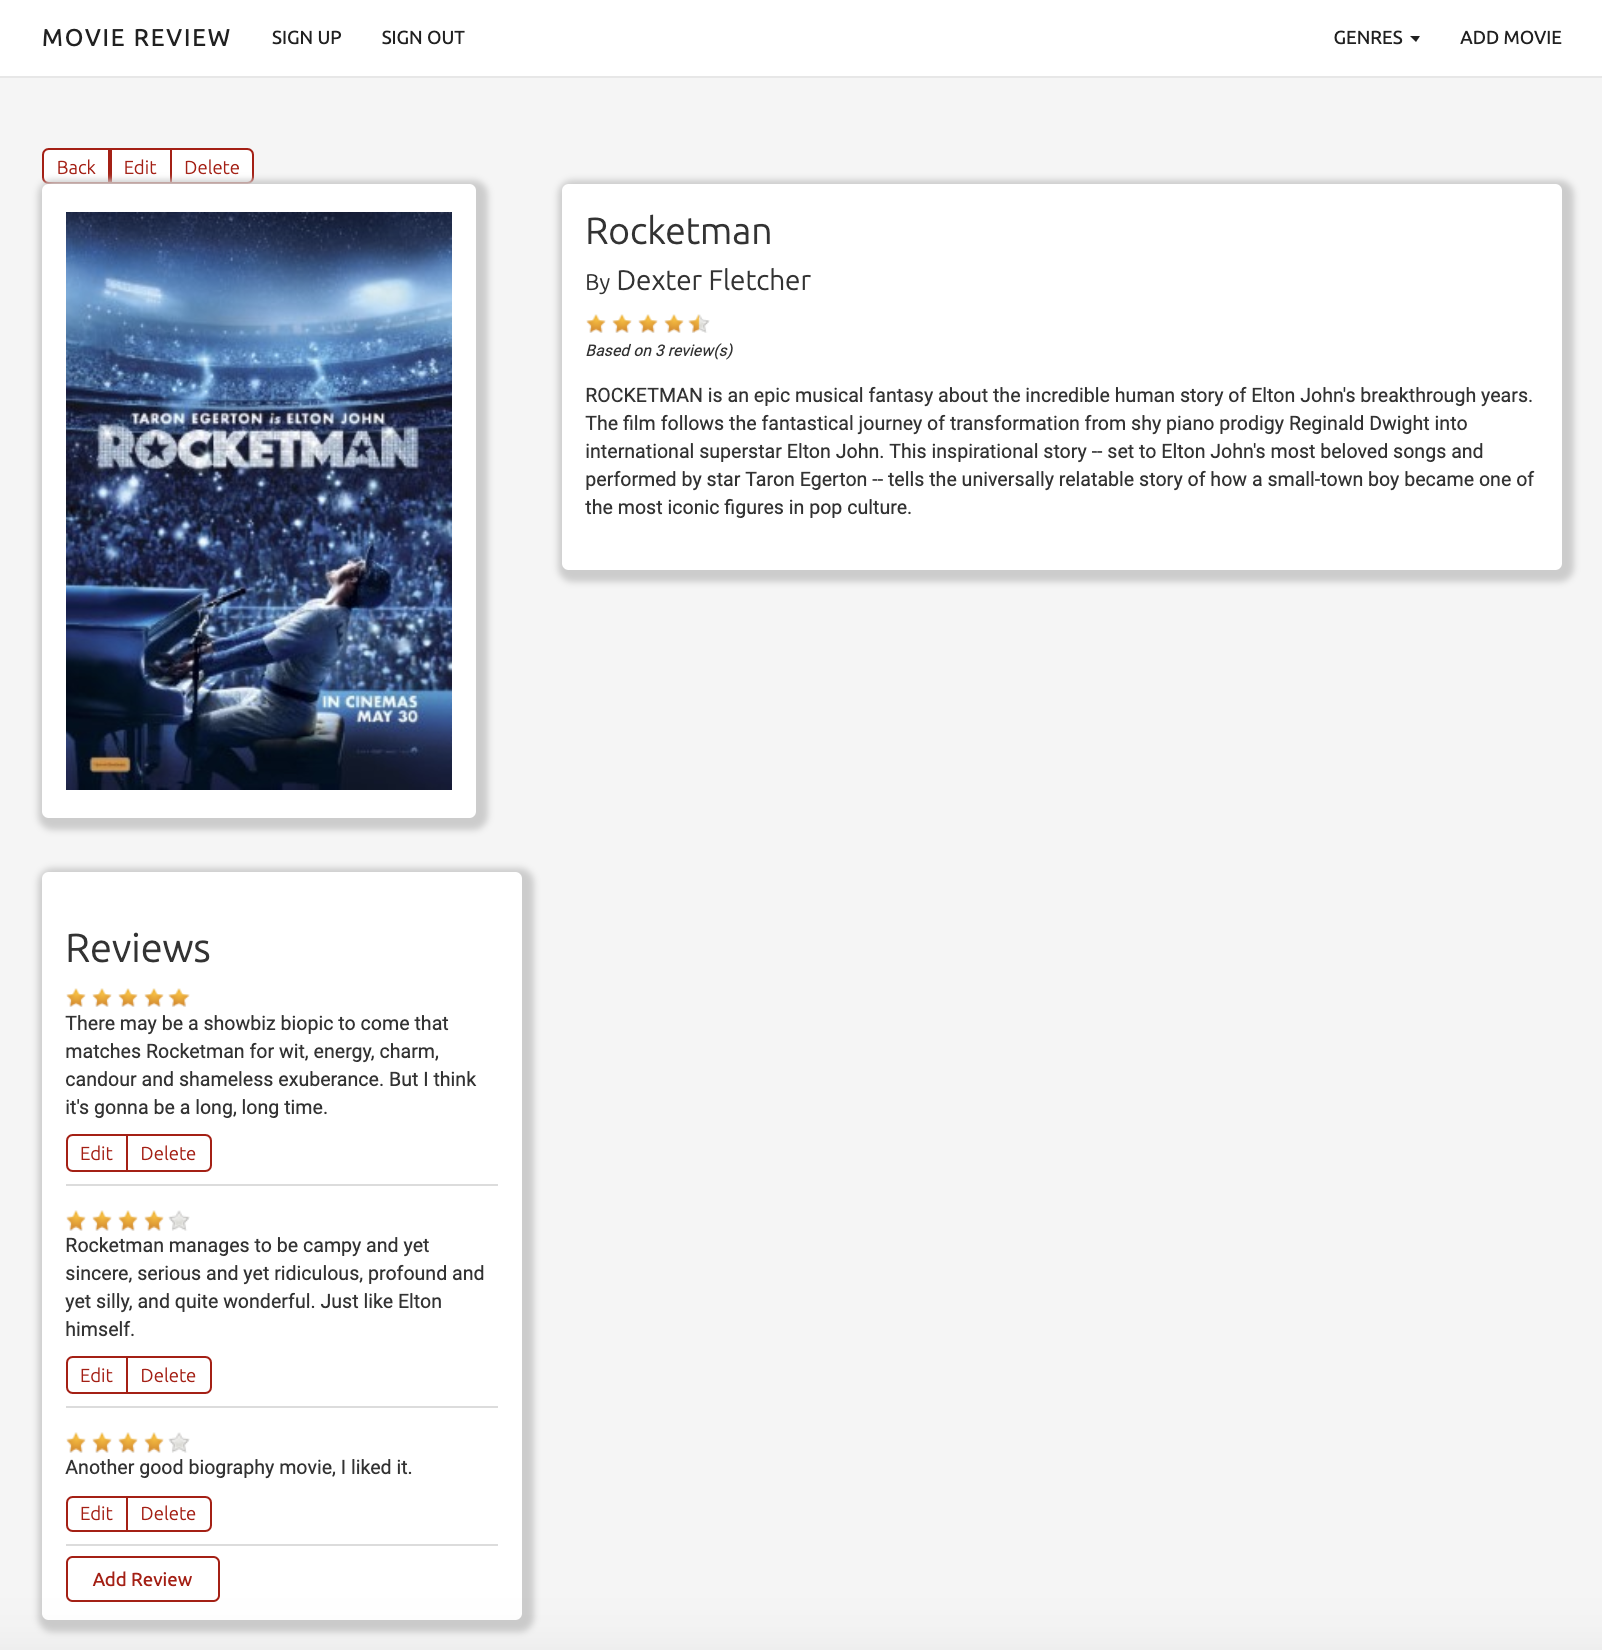 MOVIE REVIEW SIGN UP SIGN OUT GENRES ADD MOVIE
Back Edit Delete
TARON EGERTON is ELTON JOHN
ROCKETMAN
IN CINEMAS
MAY 30
Rocketman
By Dexter Fletcher
Based on 3 review(s)
ROCKETMAN is an epic musical fantasy about the incredible human story of Elton John's breakthrough years.
The film follows the fantastical journey of transformation from shy piano prodigy Reginald Dwight into
international superstar Elton John. This inspirational story -- set to Elton John's most beloved songs and
performed by star Taron Egerton -- tells the universally relatable story of how a small-town boy became one of
the most iconic figures in pop culture.
Reviews
There may be a showbiz biopic to come that
matches Rocketman for wit, energy, charm,
candour and shameless exuberance. But I think
it's gonna be a long, long time.
Edit Delete
Rocketman manages to be campy and yet
sincere, serious and yet ridiculous, profound and
yet silly, and quite wonderful. Just like Elton
himself.
Edit Delete
Another good biography movie, I liked it.
Edit Delete
Add Review